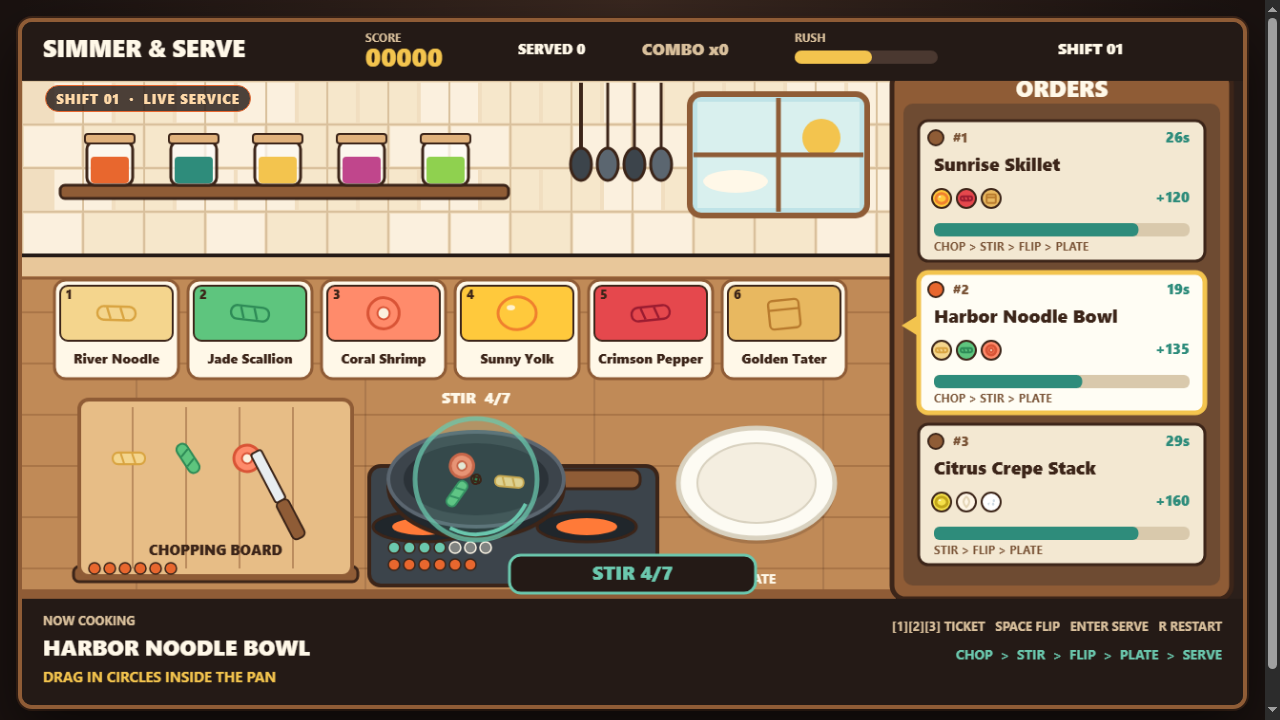 SIMMER & SERVE
SCORE
00000
SERVED 0
COMBO x0
RUSH
SHIFT 01
SHIFT 01 · LIVE SERVICE
ORDERS
#1
26s
Sunrise Skillet
+120
CHOP > STIR > FLIP > PLATE
#2
19s
Harbor Noodle Bowl
+135
CHOP > STIR > PLATE
#3
29s
Citrus Crepe Stack
+160
STIR > FLIP > PLATE
1
River Noodle
2
Jade Scallion
3
Coral Shrimp
4
Sunny Yolk
5
Crimson Pepper
6
Golden Tater
STIR 4/7
CHOPPING BOARD
STIR 4/7
ATE
NOW COOKING
HARBOR NOODLE BOWL
DRAG IN CIRCLES INSIDE THE PAN
[1][2][3] TICKET SPACE FLIP ENTER SERVE R RESTART
CHOP > STIR > FLIP > PLATE > SERVE